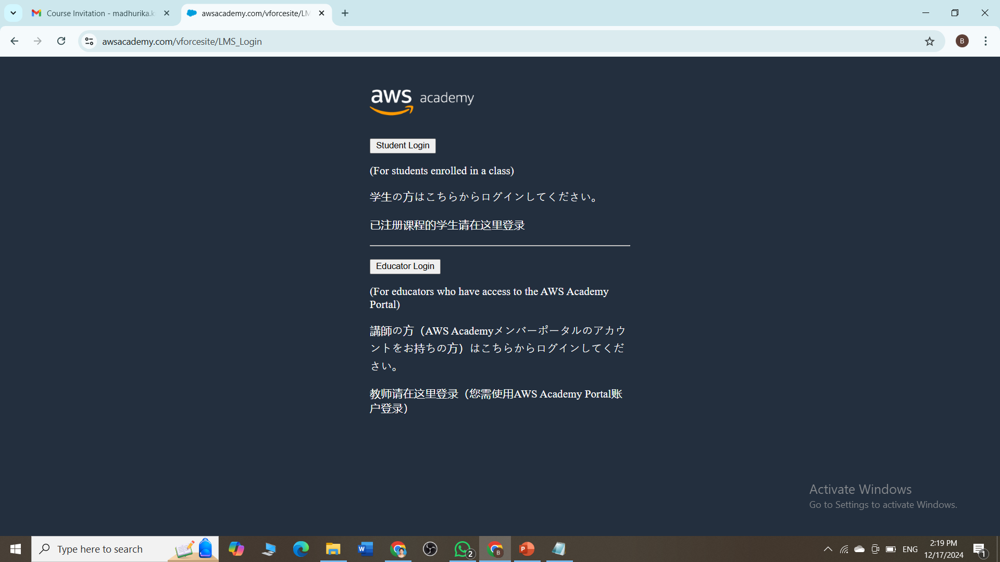 Course Invitation - madhurika.k
awsacademy.com/vforcesite/LM
awsacademy.com/vforcesite/LMS_Login
B
aws academy
Student Login
(For students enrolled in a class)
学生の方はこちらからログインしてください。
已注册课程的学生请在这里登录
Educator Login
(For educators who have access to the AWS Academy
Portal)
講師の方（AWS Academyメンバーポータルのアカウ
ントをお持ちの方）はこちらからログインしてくだ
さい。
教师请在这里登录（您需使用AWS Academy Portal账
户登录）
Activate Windows
Go to Settings to activate Windows.
Type here to search
W
2
B
P
ENG
2:19 PM
12/17/2024
1